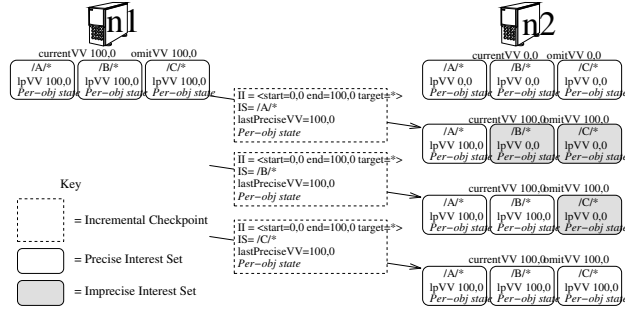 n1
n2
currentVV 100,0 omitVV 100,0
/A/* /B/* /C/*
lpVV 100,0 lpVV 100,0 lpVV 100,0
Per-obj state Per-obj state Per-obj state
currentVV 0,0 omitVV 0,0
/A/* /B/* /C/*
lpVV 0,0 lpVV 0,0 lpVV 0,0
Per-obj state Per-obj state Per-obj state
II = <start=0,0 end=100,0 target=*>
IS= /A/*
lastPreciseVV=100,0
Per-obj state
currentVV 100,0 omitVV 100,0
/A/* /B/* /C/*
lpVV 100,0 lpVV 0,0 lpVV 0,0
Per-obj state Per-obj state Per-obj state
II = <start=0,0 end=100,0 target=*>
IS= /B/*
lastPreciseVV=100,0
Per-obj state
currentVV 100,0 omitVV 100,0
/A/* /B/* /C/*
lpVV 100,0 lpVV 100,0 lpVV 0,0
Per-obj state Per-obj state Per-obj state
II = <start=0,0 end=100,0 target=*>
IS= /C/*
lastPreciseVV=100,0
Per-obj state
currentVV 100,0 omitVV 100,0
/A/* /B/* /C/*
lpVV 100,0 lpVV 100,0 lpVV 100,0
Per-obj state Per-obj state Per-obj state
Key
= Incremental Checkpoint
= Precise Interest Set
= Imprecise Interest Set